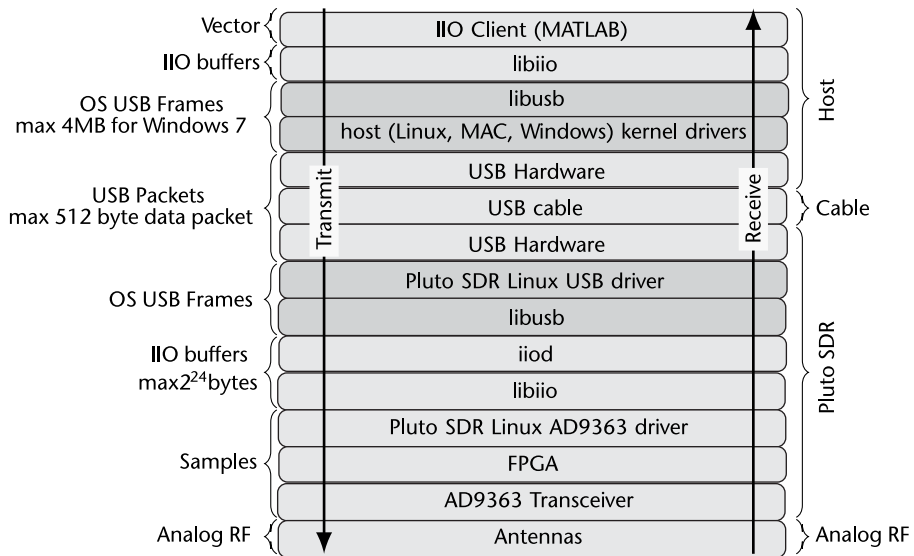 Vector
IIO Client (MATLAB)
IIO buffers
libiio
OS USB Frames
max 4MB for Windows 7
libusb
host (Linux, MAC, Windows) kernel drivers
Host
USB Packets
max 512 byte data packet
USB Hardware
USB cable
USB Hardware
Cable
Transmit
Receive
OS USB Frames
Pluto SDR Linux USB driver
libusb
IIO buffers
max2²⁴bytes
iiod
libiio
Pluto SDR
Samples
Pluto SDR Linux AD9363 driver
FPGA
AD9363 Transceiver
Analog RF
Antennas
Analog RF